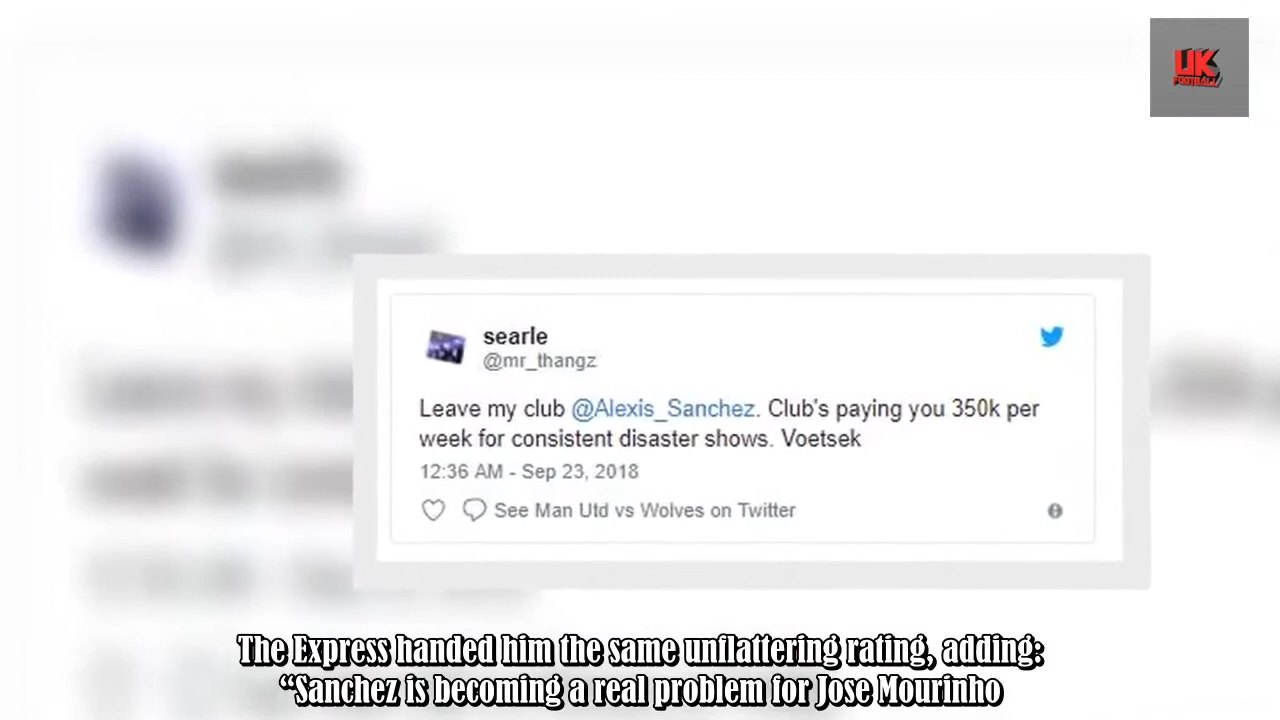 UK
FOOTBALL
searle
@mr_thangz
Leave my club @Alexis_Sanchez. Club's paying you 350k per
week for consistent disaster shows. Voetsek
12:36 AM - Sep 23, 2018
See Man Utd vs Wolves on Twitter
The Express handed him the same unflattering rating, adding:
“Sanchez is becoming a real problem for Jose Mourinho